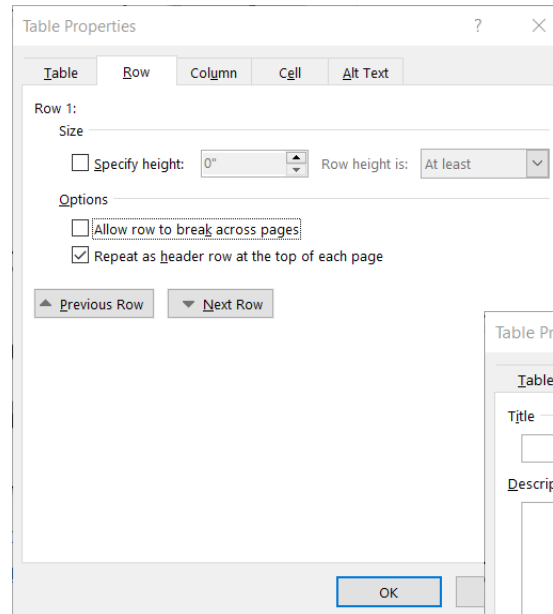 Table Properties ?
Table Row Column Cell Alt Text
Row 1:
Size
Specify height: 0" Row height is: At least
Options
Allow row to break across pages
Repeat as header row at the top of each page
Previous Row Next Row
Table Pr
Table
Title
Descrip
OK